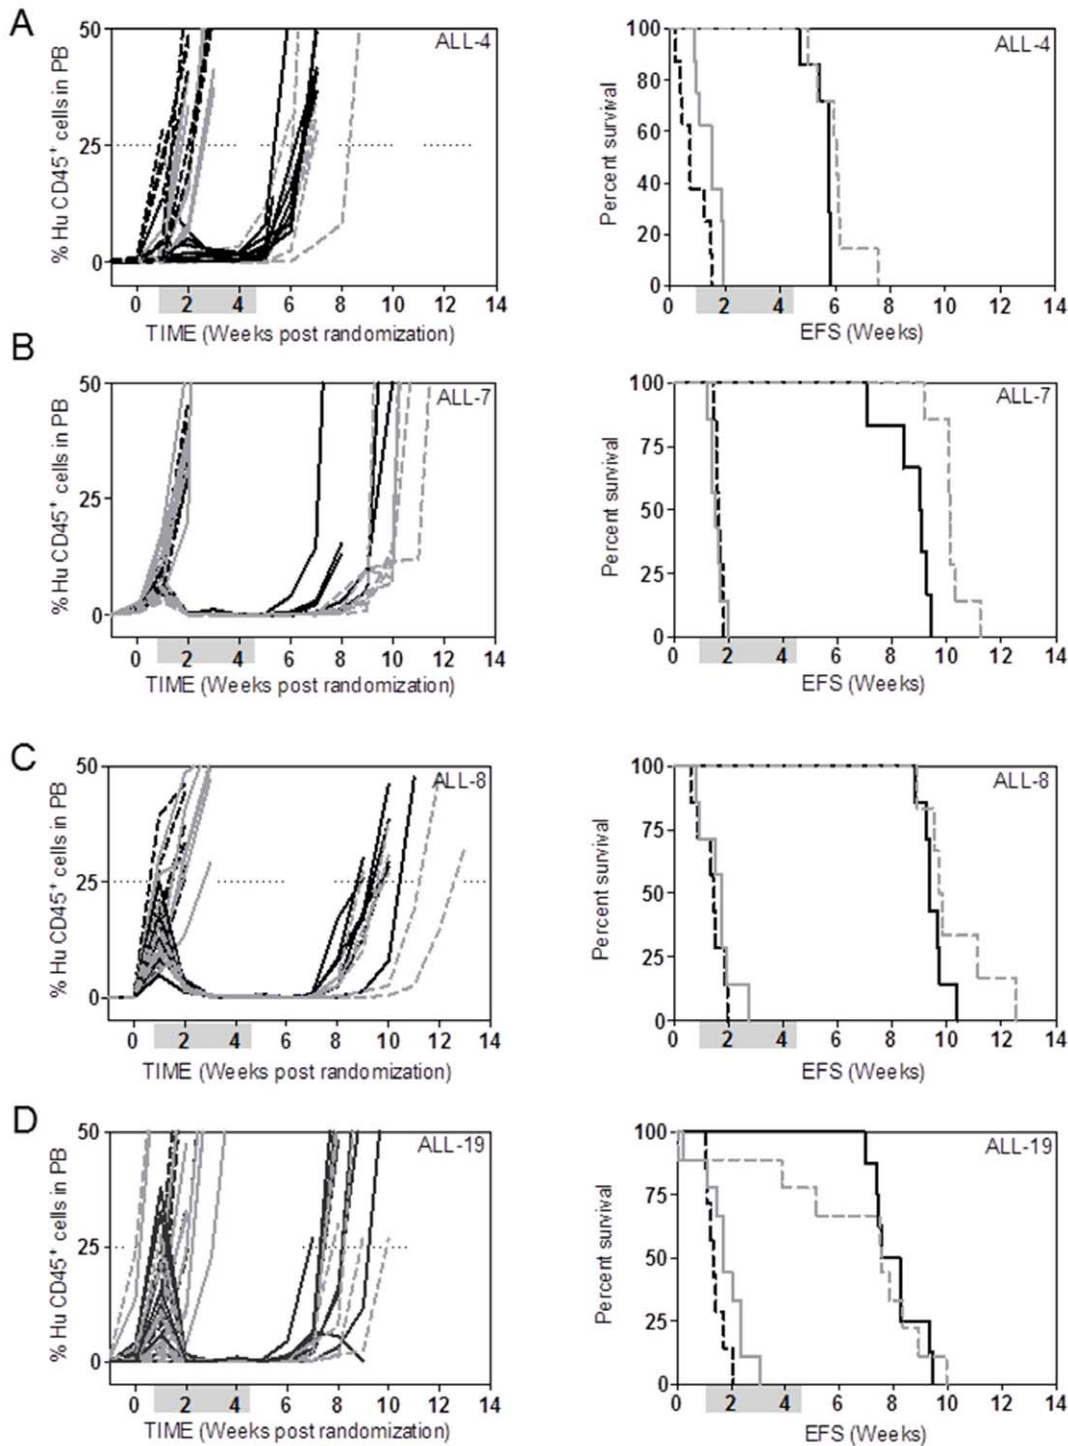 A
50
25
0
% Hu CD45⁺ cells in PB
ALL-4
0 2 4 6 8 10 12 14
TIME (Weeks post randomization)
100
80
60
40
20
0
Percent survival
ALL-4
0 2 4 6 8 10 12 14
EFS (Weeks)
B
50
25
0
% Hu CD45⁺ cells in PB
ALL-7
0 2 4 6 8 10 12 14
TIME (Weeks post randomization)
100
75
50
25
0
Percent survival
ALL-7
0 2 4 6 8 10 12 14
EFS (Weeks)
C
50
25
0
% Hu CD45⁺ cells in PB
ALL-8
0 2 4 6 8 10 12 14
TIME (Weeks post randomization)
100
75
50
25
0
Percent survival
ALL-8
0 2 4 6 8 10 12 14
EFS (Weeks)
D
50
25
0
% Hu CD45⁺ cells in PB
ALL-19
0 2 4 6 8 10 12 14
TIME (Weeks post randomization)
100
75
50
25
0
Percent survival
ALL-19
0 2 4 6 8 10 12 14
EFS (Weeks)